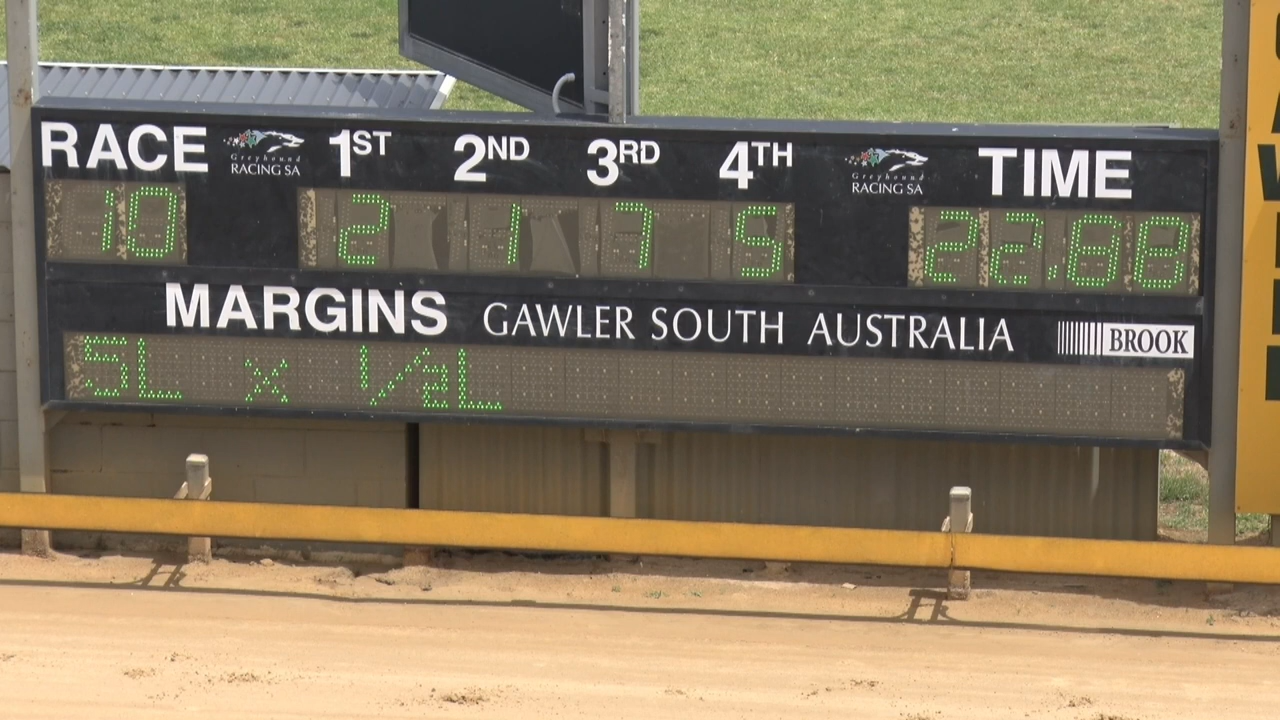 RACE Greyhound RACING SA 1ST 2ND 3RD 4TH Greyhound RACING SA TIME
10 2 1 7 5 22.88
MARGINS GAWLER SOUTH AUSTRALIA BROOK
5L x 1/2L